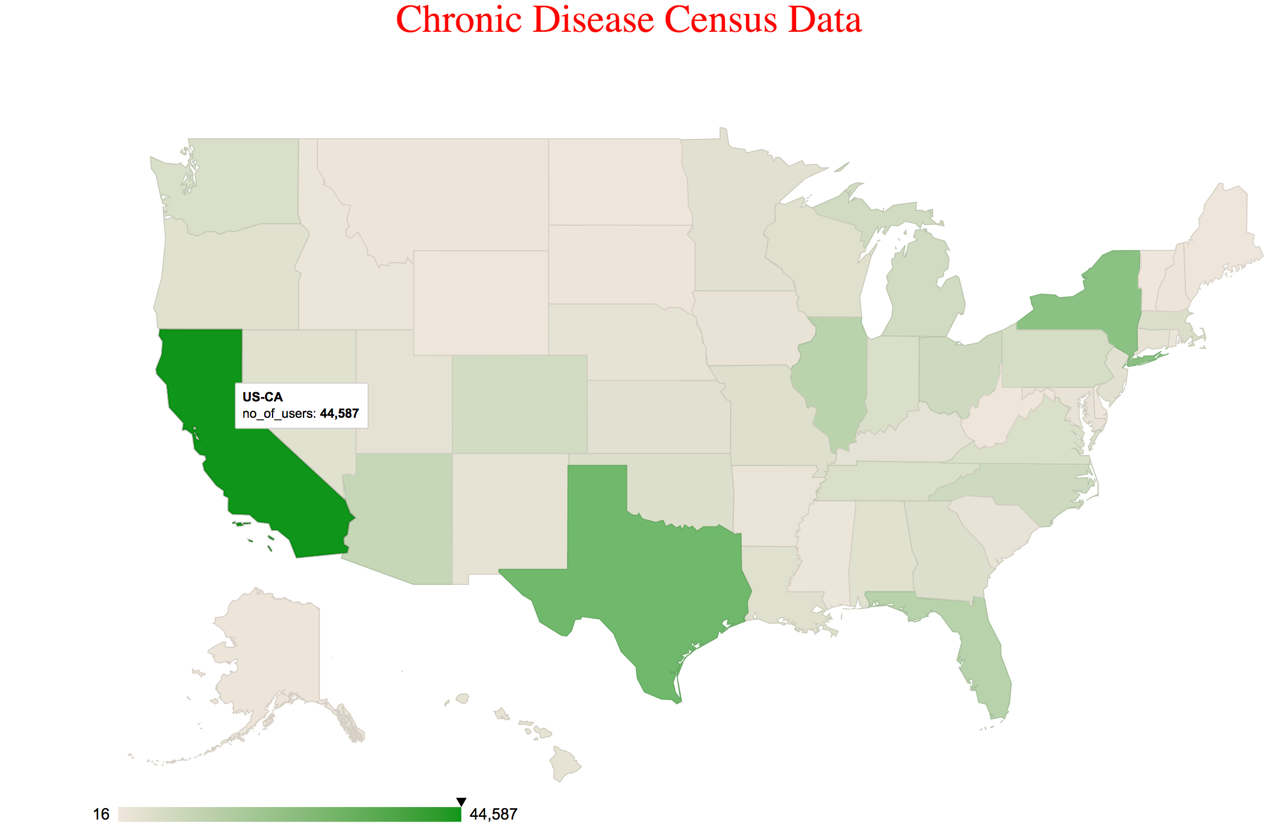 Chronic Disease Census Data
US-CA
no_of_users: 44,587
16
44,587